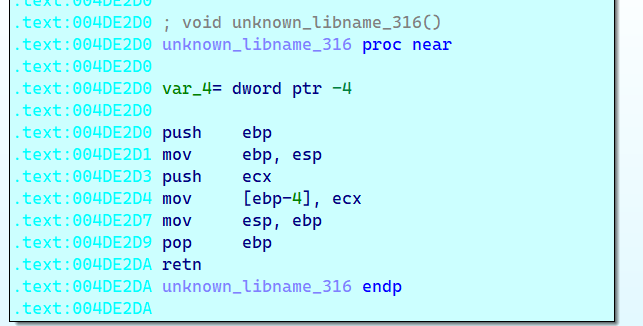 .text:004DE2D0
.text:004DE2D0 ; void unknown_libname_316()
.text:004DE2D0 unknown_libname_316 proc near
.text:004DE2D0
.text:004DE2D0 var_4= dword ptr -4
.text:004DE2D0
.text:004DE2D0 push    ebp
.text:004DE2D1 mov     ebp, esp
.text:004DE2D3 push    ecx
.text:004DE2D4 mov     [ebp-4], ecx
.text:004DE2D7 mov     esp, ebp
.text:004DE2D9 pop     ebp
.text:004DE2DA retn
.text:004DE2DA unknown_libname_316 endp
.text:004DE2DA